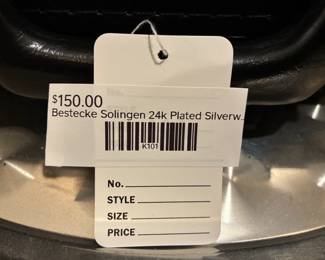 $150.00
Bestecke Solingen 24k Plated Silverw...
K101
No.
STYLE
SIZE
PRICE